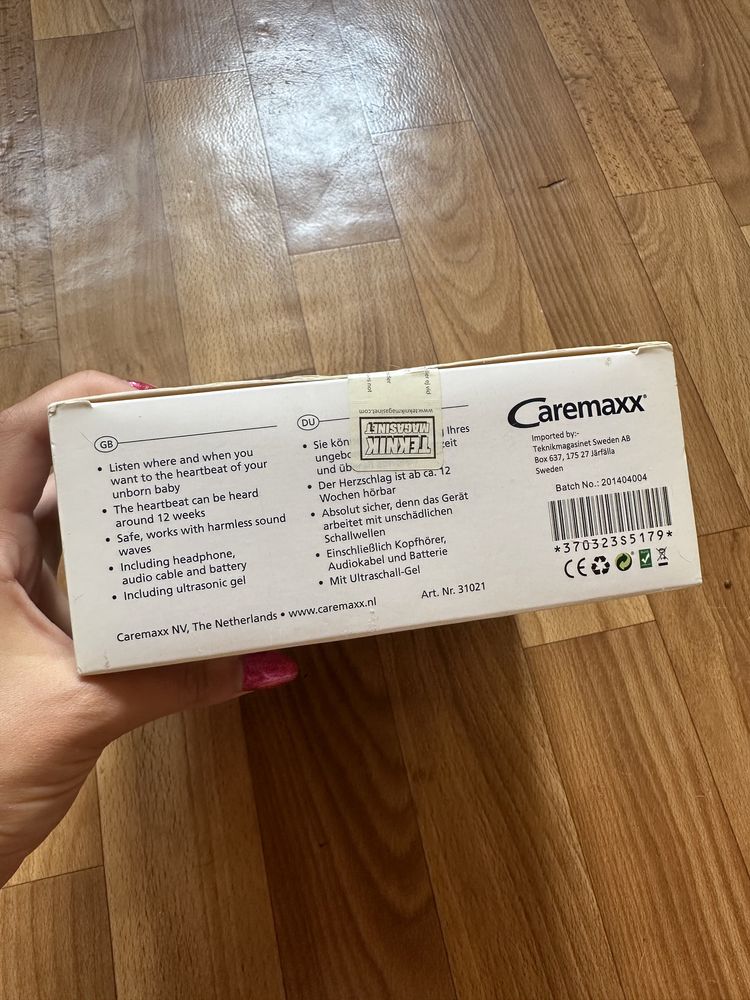 GB
• Listen where and when you
want to the heartbeat of your
unborn baby
• The heartbeat can be heard
around 12 weeks
• Safe, works with harmless sound
waves
• Including headphone,
audio cable and battery
• Including ultrasonic gel
DU
• Sie Ihres
und
• Der Herzschlag ist ab ca. 12
Wochen hörbar
• Absolut sicher, denn das Gerät
arbeitet mit unschädlichen
Schallwellen
• Einschließlich Kopfhörer,
Audiokabel und Batterie
• Mit Ultraschall-Gel
Art. Nr. 31021
Caremaxx NV, The Netherlands • www.caremaxx.nl
www.teknikmagasinet.com
TEKNIK
MAGASINET
Caremaxx®
Imported by:-
Teknikmagasinet Sweden AB
Box 637, 175 27 Järfälla
Sweden
Batch No.: 201404004
*370323S5179*
CE